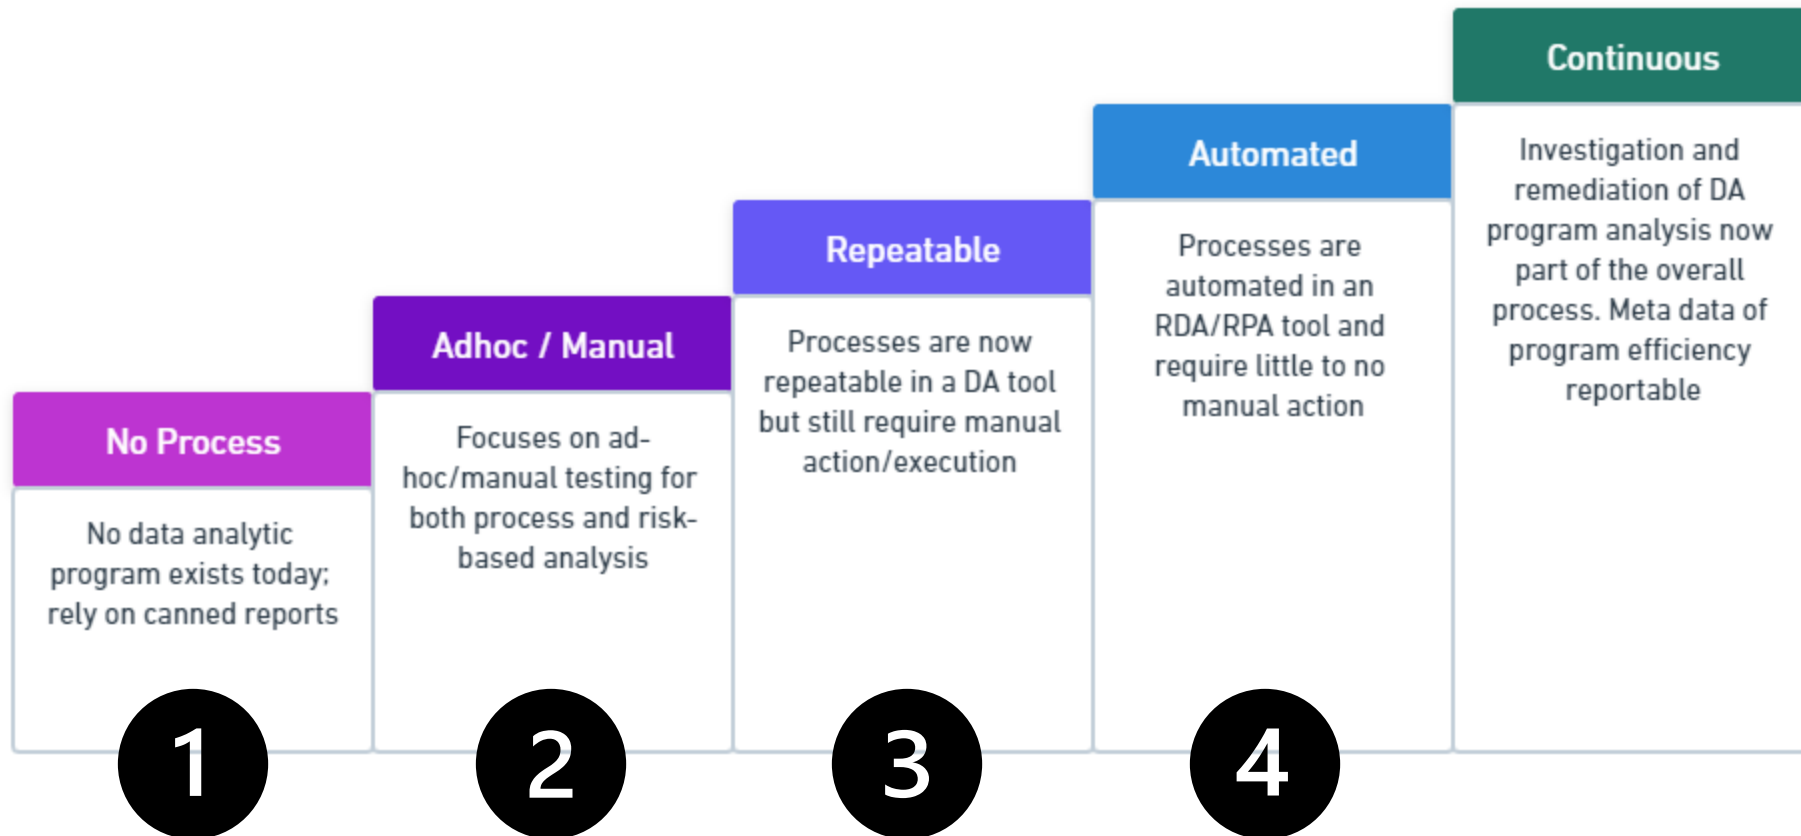 Continuous
Investigation and
remediation of DA
program analysis now
part of the overall
process. Meta data of
program efficiency
reportable
Automated
Processes are
automated in an
RDA/RPA tool and
require little to no
manual action
Repeatable
Processes are now
repeatable in a DA tool
but still require manual
action/execution
Adhoc / Manual
Focuses on ad-
hoc/manual testing for
both process and risk-
based analysis
No Process
No data analytic
program exists today;
rely on canned reports
1
2
3
4